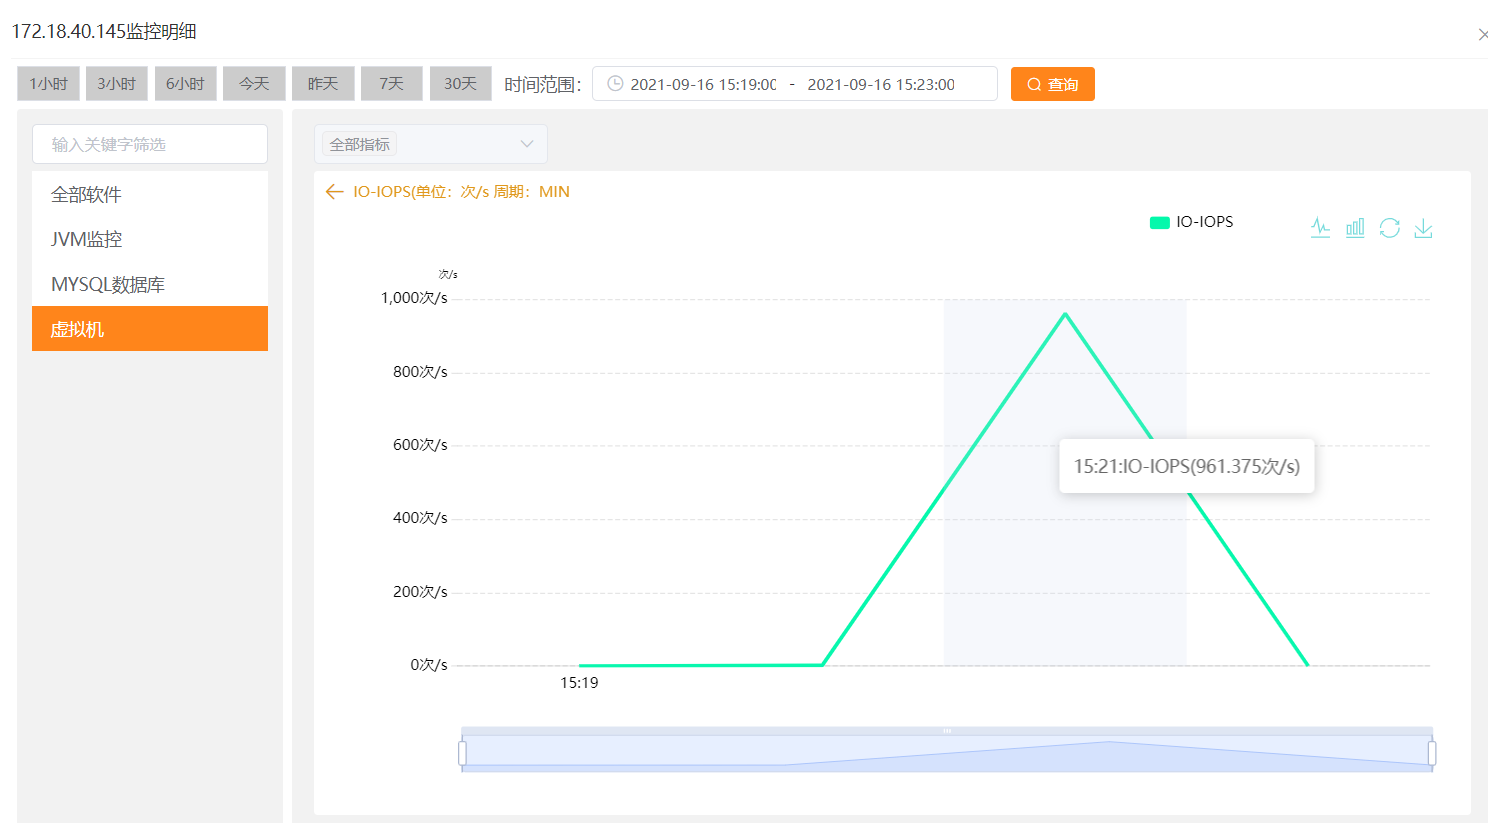 172.18.40.145监控明细
1小时 3小时 6小时 今天 昨天 7天 30天 时间范围： 2021-09-16 15:19:00 - 2021-09-16 15:23:00 查询
输入关键字筛选
全部软件
JVM监控
MYSQL数据库
虚拟机
全部指标
IO-IOPS(单位：次/s 周期：MIN
IO-IOPS
次/s
1,000次/s
800次/s
600次/s
15:21:IO-IOPS(961.375次/s)
400次/s
200次/s
0次/s
15:19